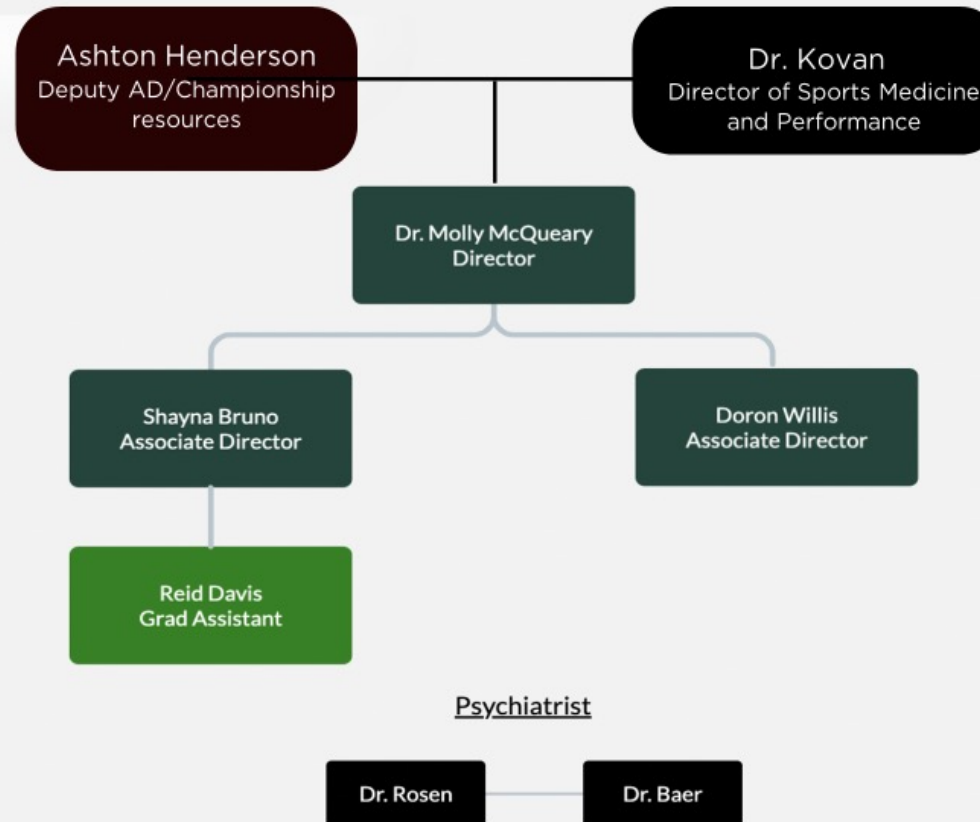 Ashton Henderson
Deputy AD/Championship
resources
Dr. Kovan
Director of Sports Medicine
and Performance
Dr. Molly McQueary
Director
Shayna Bruno
Associate Director
Doron Willis
Associate Director
Reid Davis
Grad Assistant
Psychiatrist
Dr. Rosen
Dr. Baer